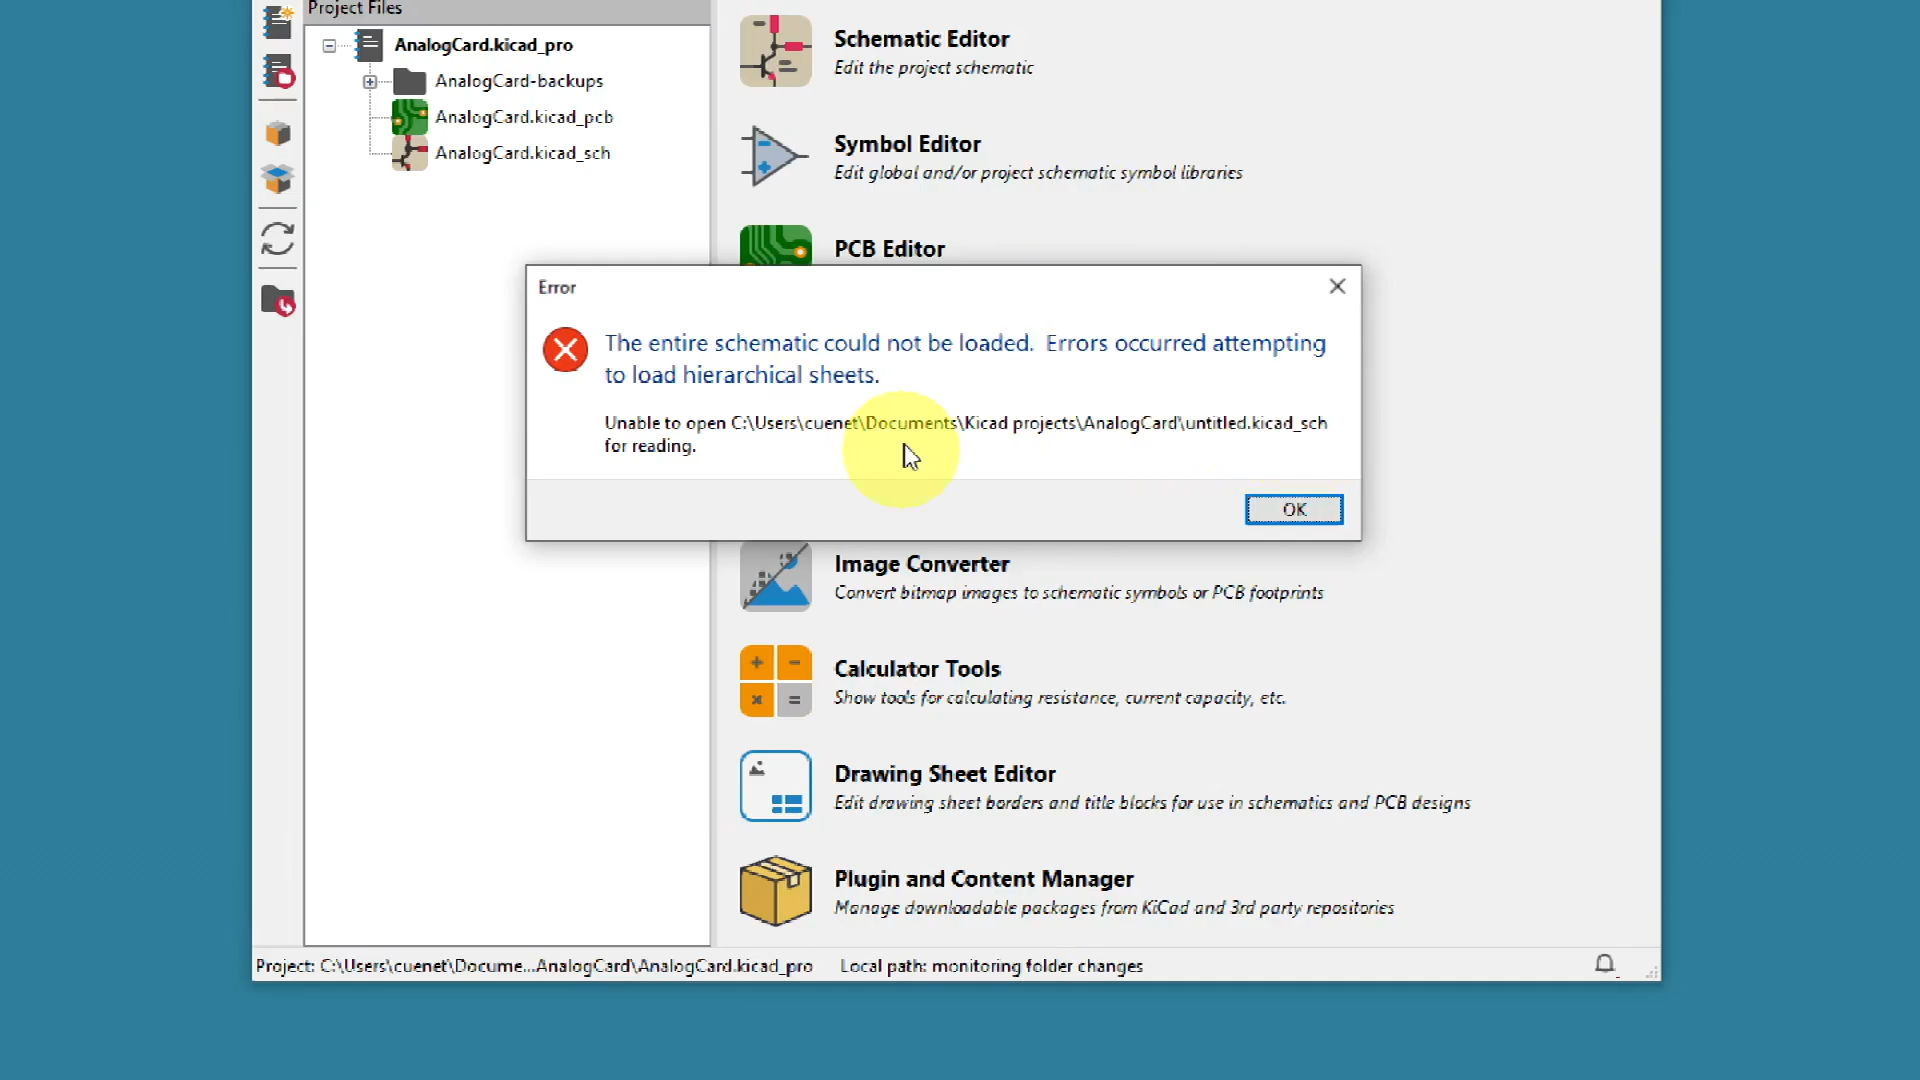 Project Files
AnalogCard.kicad_pro
AnalogCard-backups
AnalogCard.kicad_pcb
AnalogCard.kicad_sch
Schematic Editor
Edit the project schematic
Symbol Editor
Edit global and/or project schematic symbol libraries
PCB Editor
Error
The entire schematic could not be loaded.  Errors occurred attempting
to load hierarchical sheets.
Unable to open C:\Users\cuenet\Documents\Kicad projects\AnalogCard\untitled.kicad_sch
for reading.
OK
Image Converter
Convert bitmap images to schematic symbols or PCB footprints
Calculator Tools
Show tools for calculating resistance, current capacity, etc.
Drawing Sheet Editor
Edit drawing sheet borders and title blocks for use in schematics and PCB designs
Plugin and Content Manager
Manage downloadable packages from KiCad and 3rd party repositories
Project: C:\Users\cuenet\Docume...AnalogCard\AnalogCard.kicad_pro
Local path: monitoring folder changes